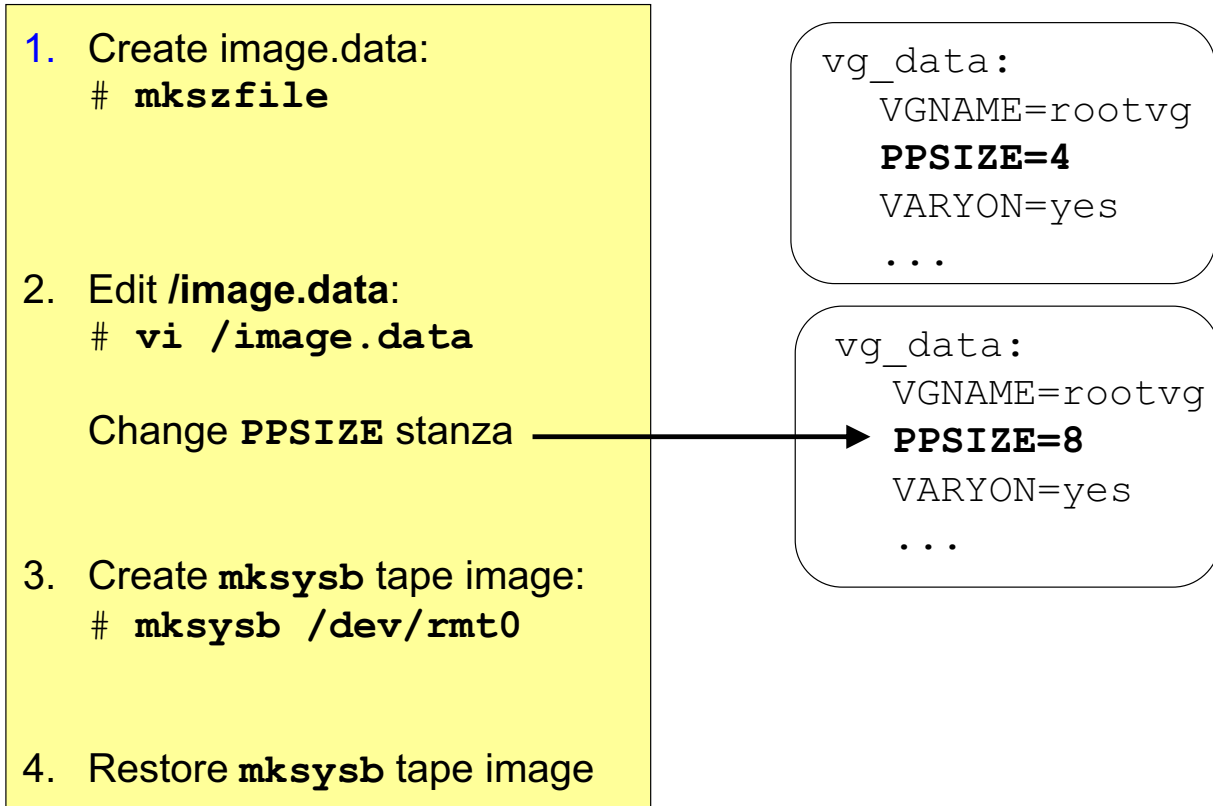 1. Create image.data:
# mkszfile
2. Edit /image.data:
# vi /image.data
Change PPSIZE stanza
3. Create mksysb tape image:
# mksysb /dev/rmt0
4. Restore mksysb tape image
vg_data:
VGNAME=rootvg
PPSIZE=4
VARYON=yes
...
vg_data:
VGNAME=rootvg
PPSIZE=8
VARYON=yes
...